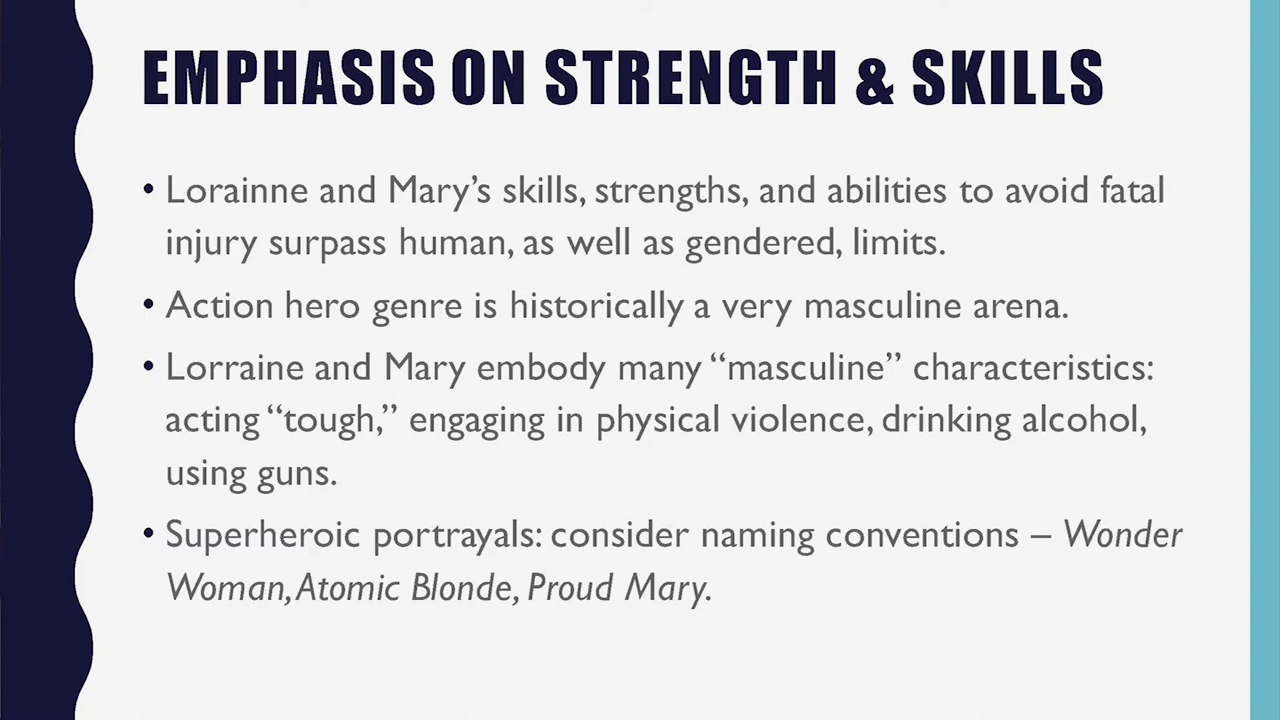 EMPHASIS ON STRENGTH & SKILLS
• Lorainne and Mary’s skills, strengths, and abilities to avoid fatal
injury surpass human, as well as gendered, limits.
• Action hero genre is historically a very masculine arena.
• Lorraine and Mary embody many “masculine” characteristics:
acting “tough,” engaging in physical violence, drinking alcohol,
using guns.
• Superheroic portrayals: consider naming conventions – Wonder
Woman, Atomic Blonde, Proud Mary.